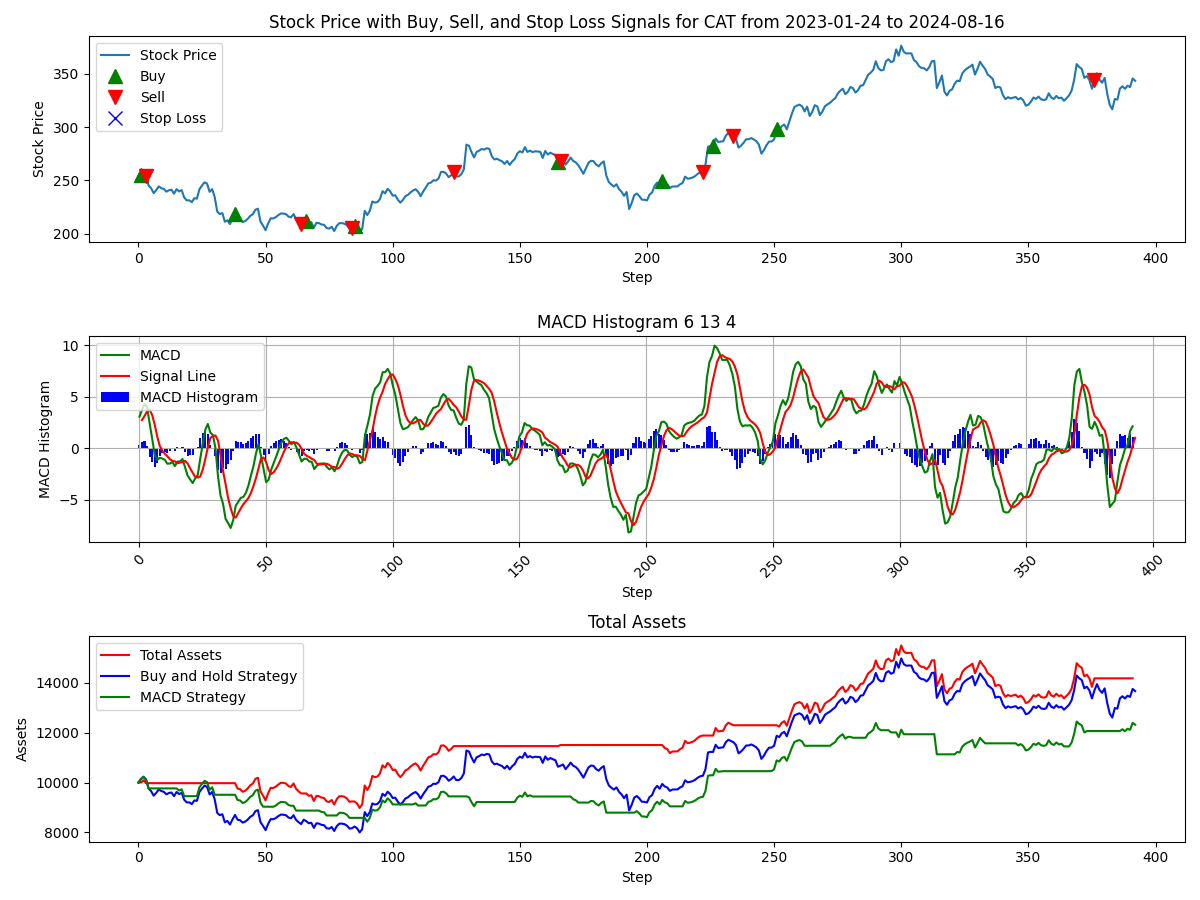 Stock Price with Buy, Sell, and Stop Loss Signals for CAT from 2023-01-24 to 2024-08-16
Stock Price
Buy
Sell
Stop Loss
Stock Price
350
300
250
200
0 50 100 150 200 250 300 350 400
Step
MACD Histogram 6 13 4
MACD
Signal Line
MACD Histogram
MACD Histogram
10
5
0
−5
0 50 100 150 200 250 300 350 400
Step
Total Assets
Total Assets
Buy and Hold Strategy
MACD Strategy
Assets
14000
12000
10000
8000
0 50 100 150 200 250 300 350 400
Step